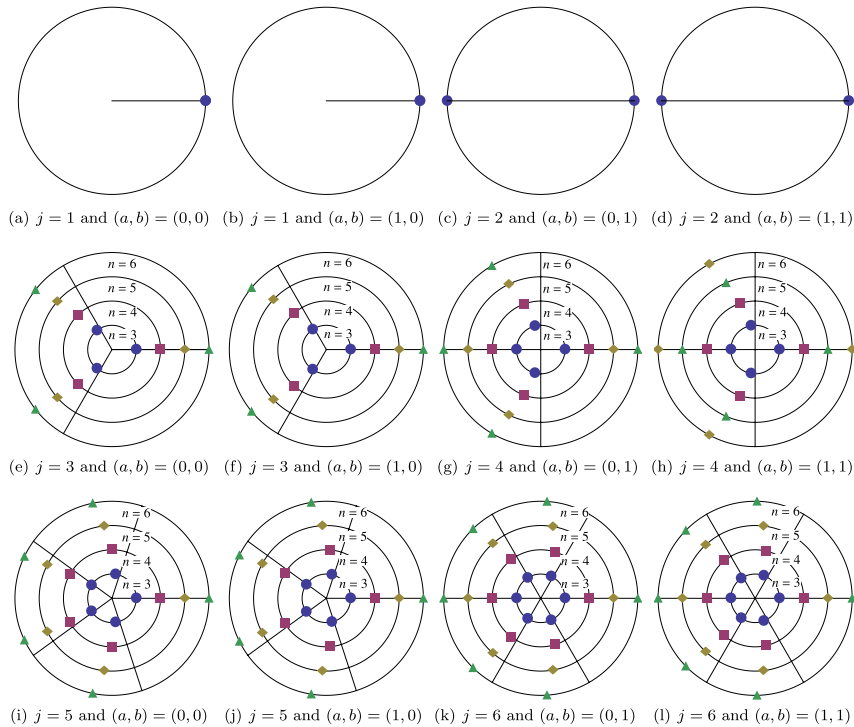 (a) j = 1 and (a, b) = (0, 0) (b) j = 1 and (a, b) = (1, 0) (c) j = 2 and (a, b) = (0, 1) (d) j = 2 and (a, b) = (1, 1)
n = 6 n = 6 n = 6 n = 6
n = 5 n = 5 n = 5 n = 5
n = 4 n = 4 n = 4 n = 4
n = 3 n = 3 n = 3 n = 3
(e) j = 3 and (a, b) = (0, 0) (f) j = 3 and (a, b) = (1, 0) (g) j = 4 and (a, b) = (0, 1) (h) j = 4 and (a, b) = (1, 1)
n = 6 n = 6 n = 6 n = 6
n = 5 n = 5 n = 5 n = 5
n = 4 n = 4 n = 4 n = 4
n = 3 n = 3 n = 3 n = 3
(i) j = 5 and (a, b) = (0, 0) (j) j = 5 and (a, b) = (1, 0) (k) j = 6 and (a, b) = (0, 1) (l) j = 6 and (a, b) = (1, 1)